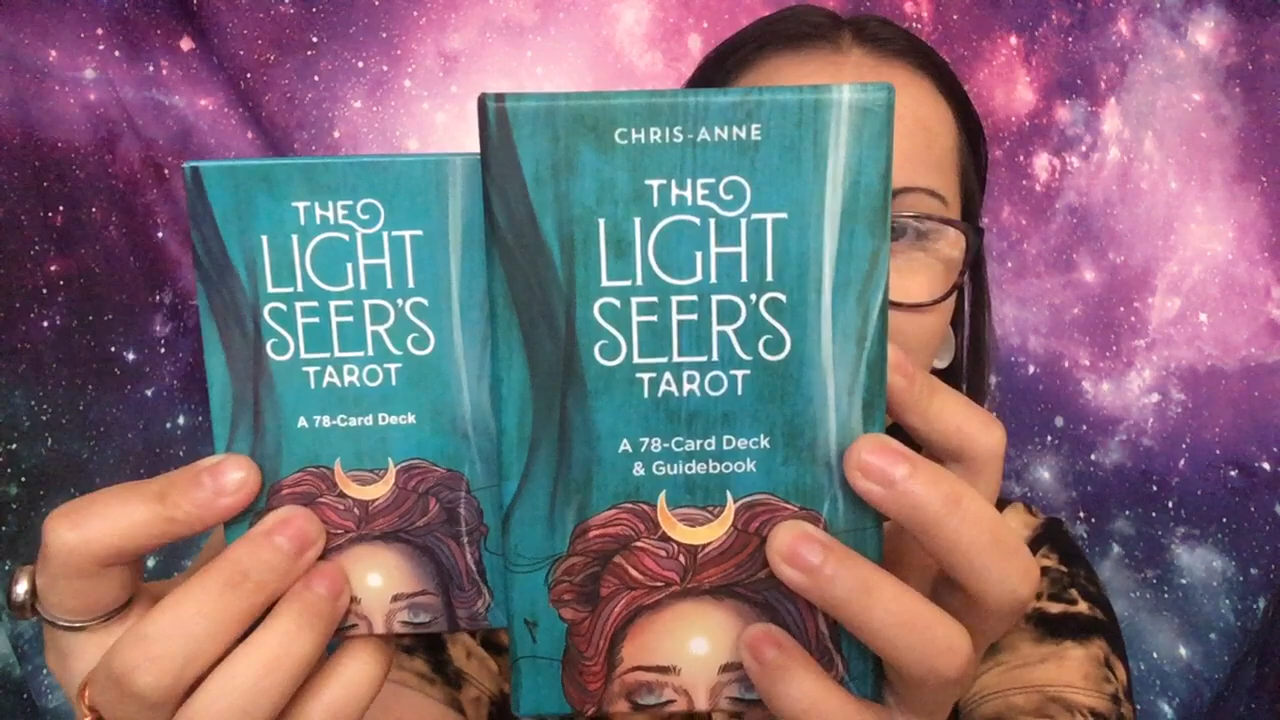 THE
LIGHT
SEER'S
TAROT
A 78-Card Deck
CHRIS-ANNE
THE
LIGHT
SEER'S
TAROT
A 78-Card Deck
& Guidebook